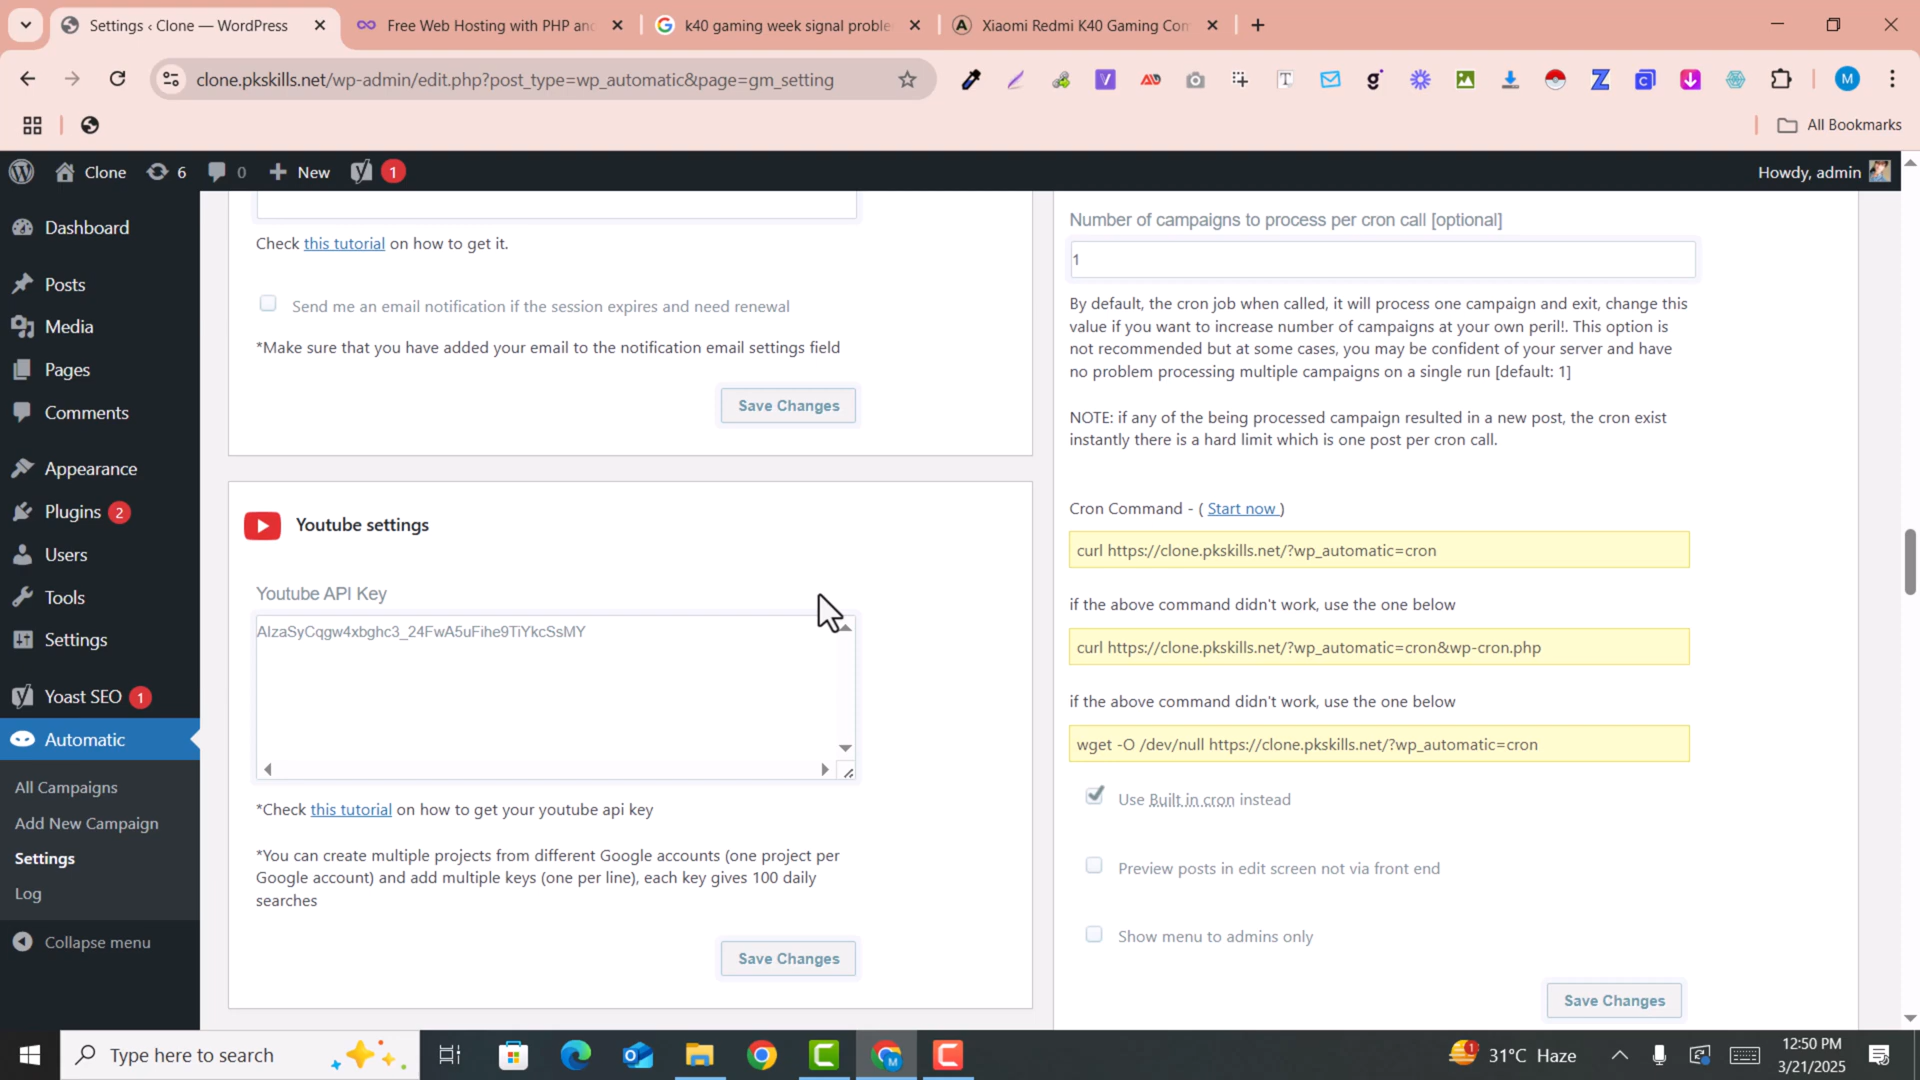 Settings ‹ Clone — WordPress
Free Web Hosting with PHP and
k40 gaming week signal proble
Xiaomi Redmi K40 Gaming Con
clone.pkskills.net/wp-admin/edit.php?post_type=wp_automatic&page=gm_setting
M
All Bookmarks
Clone
6
0
New
1
Howdy, admin
Dashboard
Posts
Media
Pages
Comments
Appearance
Plugins 2
Users
Tools
Settings
Yoast SEO 1
Automatic
All Campaigns
Add New Campaign
Settings
Log
Collapse menu
Check this tutorial on how to get it.
Send me an email notification if the session expires and need renewal
*Make sure that you have added your email to the notification email settings field
Save Changes
Youtube settings
Youtube API Key
AIzaSyCqgw4xbghc3_24FwA5uFihe9TiYkcSsMY
*Check this tutorial on how to get your youtube api key
*You can create multiple projects from different Google accounts (one project per
Google account) and add multiple keys (one per line), each key gives 100 daily
searches
Save Changes
Number of campaigns to process per cron call [optional]
1
By default, the cron job when called, it will process one campaign and exit, change this
value if you want to increase number of campaigns at your own peril!. This option is
not recommended but at some cases, you may be confident of your server and have
no problem processing multiple campaigns on a single run [default: 1]
NOTE: if any of the being processed campaign resulted in a new post, the cron exist
instantly there is a hard limit which is one post per cron call.
Cron Command - ( Start now )
curl https://clone.pkskills.net/?wp_automatic=cron
if the above command didn't work, use the one below
curl https://clone.pkskills.net/?wp_automatic=cron&wp-cron.php
if the above command didn't work, use the one below
wget -O /dev/null https://clone.pkskills.net/?wp_automatic=cron
Use Built in cron instead
Preview posts in edit screen not via front end
Show menu to admins only
Save Changes
Type here to search
31°C Haze
12:50 PM
3/21/2025